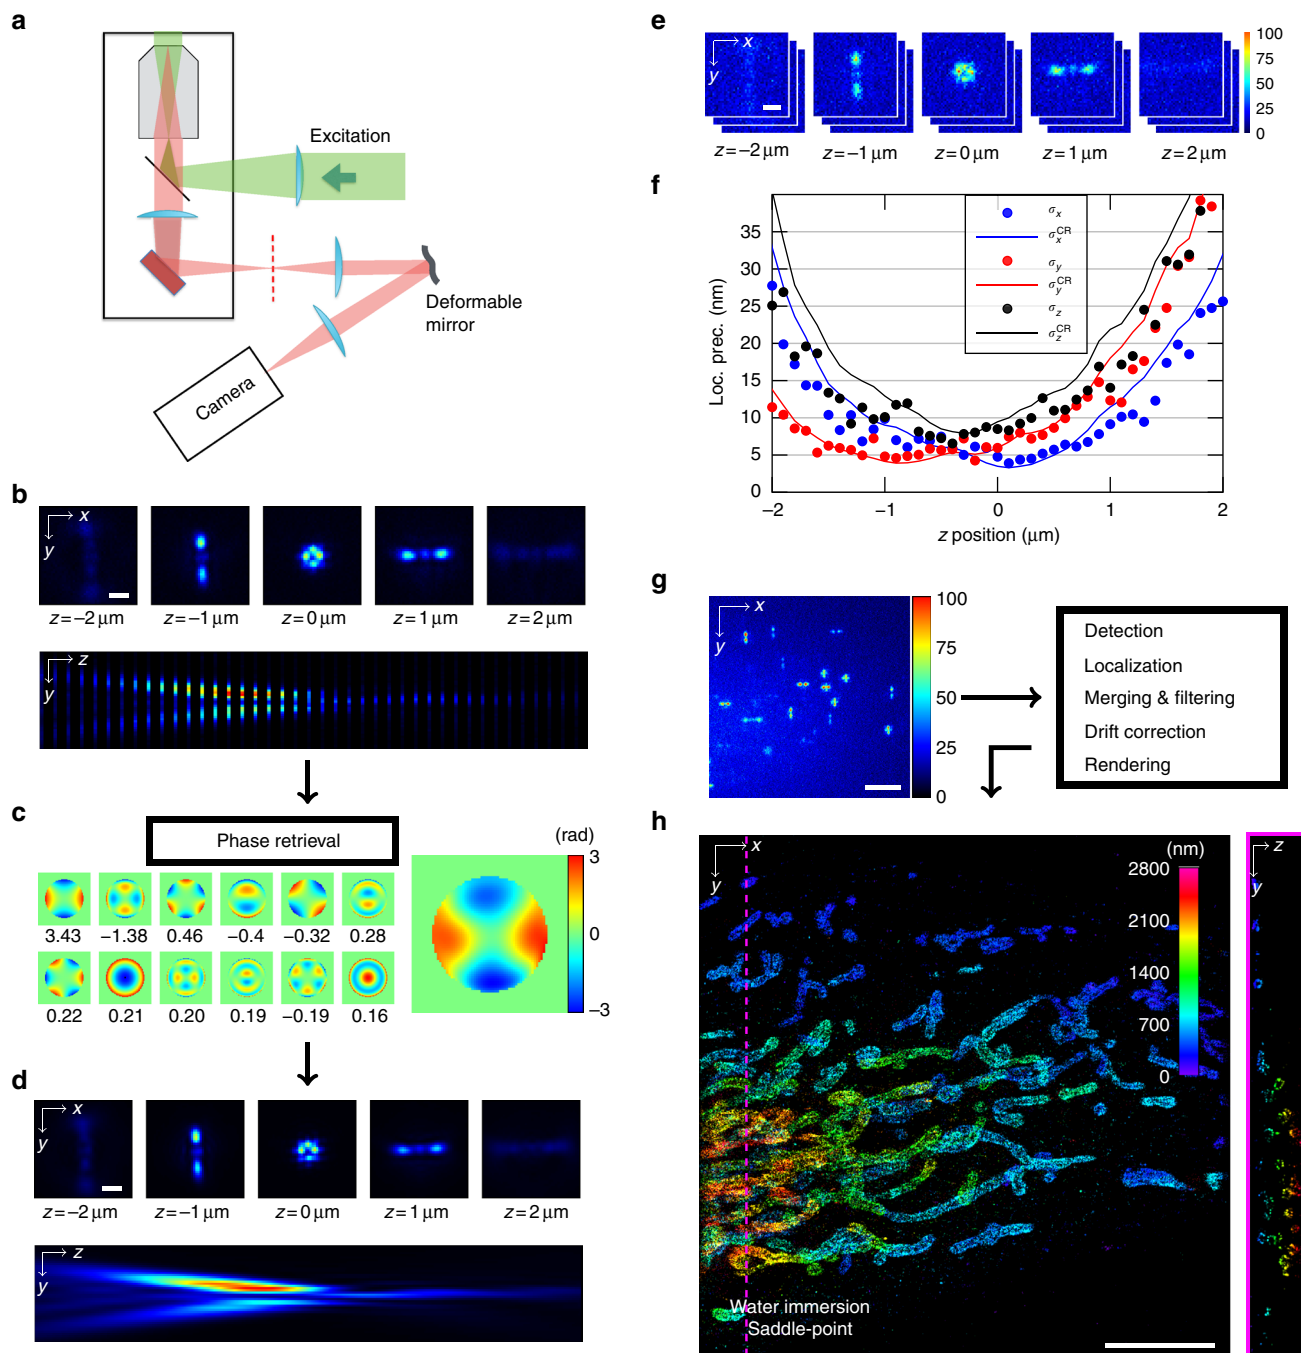 a
Excitation
Deformable
mirror
Camera
b
x
y
z=−2 µm
z=−1 µm
z=0 µm
z=1 µm
z=2 µm
z
y
c
Phase retrieval
(rad)
3
0
−3
3.43
−1.38
0.46
−0.4
−0.32
0.28
0.22
0.21
0.20
0.19
−0.19
0.16
d
x
y
z=−2 µm
z=−1 µm
z=0 µm
z=1 µm
z=2 µm
z
y
e
x
y
100
75
50
25
0
z=−2 µm
z=−1 µm
z=0 µm
z=1 µm
z=2 µm
f
Loc. prec. (nm)
35
30
25
20
15
10
5
0
σx
σxCR
σy
σyCR
σz
σzCR
−2
−1
0
1
2
z position (µm)
g
x
y
100
75
50
25
0
Detection
Localization
Merging & filtering
Drift correction
Rendering
h
x
y
(nm)
2800
2100
1400
700
0
Water immersion
Saddle-point
z
y